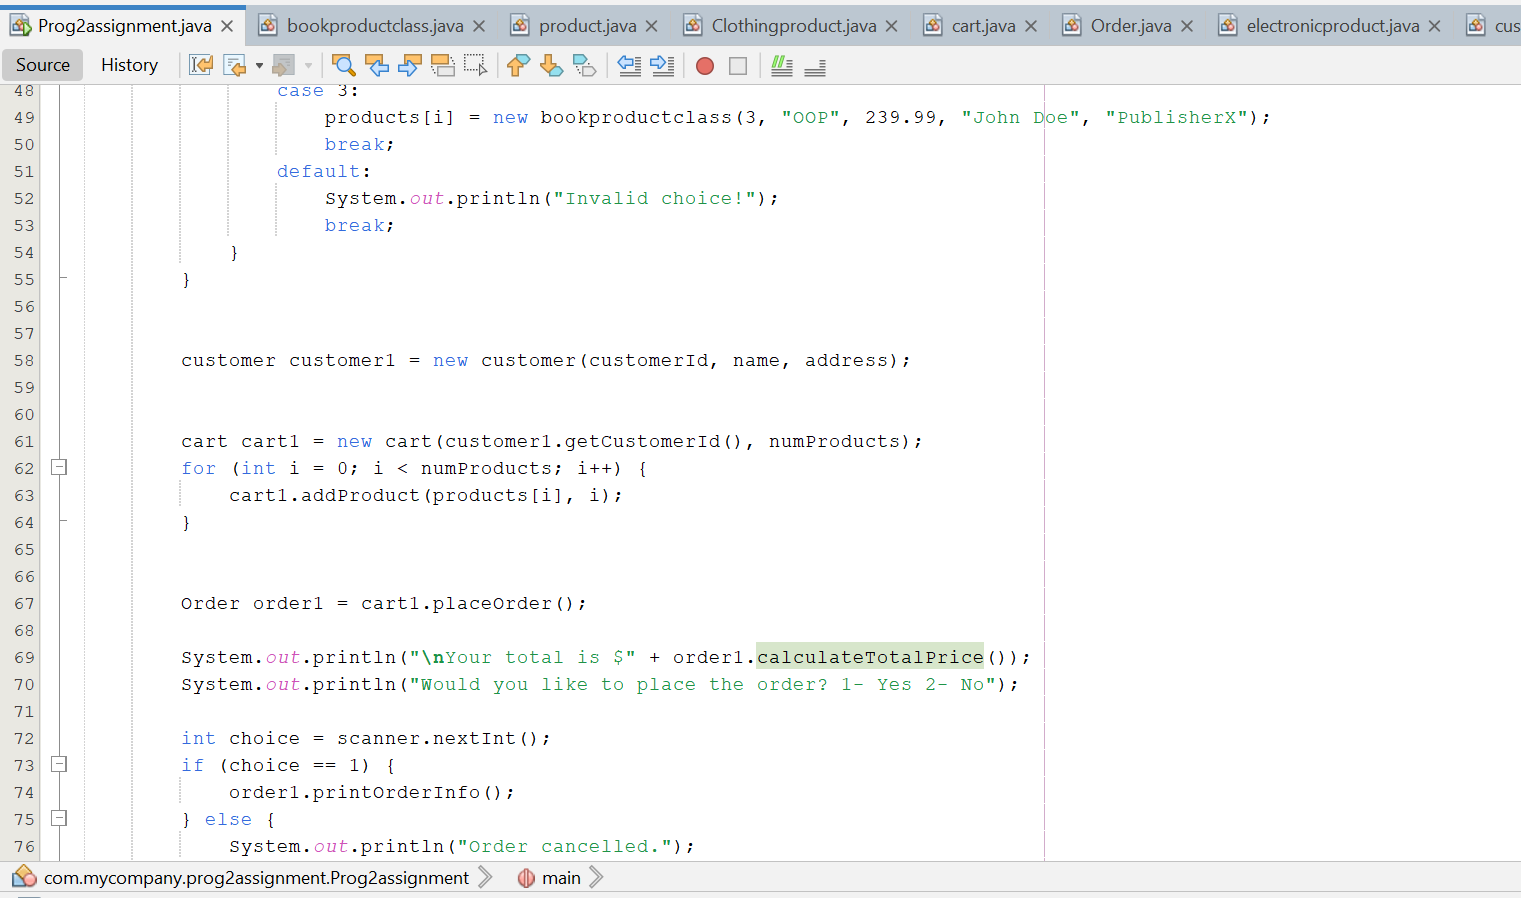 Prog2assignment.java bookproductclass.java product.java Clothingproduct.java cart.java Order.java electronicproduct.java cus
Source History
48 case 3:
49 products[i] = new bookproductclass(3, "OOP", 239.99, "John Doe", "PublisherX");
50 break;
51 default:
52 System.out.println("Invalid choice!");
53 break;
54 }
55 }
56
57
58 customer customer1 = new customer(customerId, name, address);
59
60
61 cart cart1 = new cart(customer1.getCustomerId(), numProducts);
62 for (int i = 0; i < numProducts; i++) {
63 cart1.addProduct(products[i], i);
64 }
65
66
67 Order order1 = cart1.placeOrder();
68
69 System.out.println("\nYour total is $" + order1.calculateTotalPrice());
70 System.out.println("Would you like to place the order? 1- Yes 2- No");
71
72 int choice = scanner.nextInt();
73 if (choice == 1) {
74 order1.printOrderInfo();
75 } else {
76 System.out.println("Order cancelled.");
com.mycompany.prog2assignment.Prog2assignment main